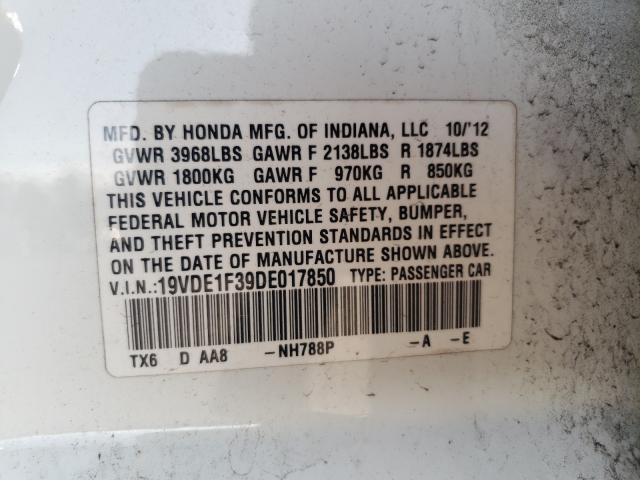 MFD. BY HONDA MFG. OF INDIANA, LLC 10/'12
GVWR 3968LBS GAWR F 2138LBS R 1874LBS
GVWR 1800KG GAWR F 970KG R 850KG
THIS VEHICLE CONFORMS TO ALL APPLICABLE
FEDERAL MOTOR VEHICLE SAFETY, BUMPER,
AND THEFT PREVENTION STANDARDS IN EFFECT
ON THE DATE OF MANUFACTURE SHOWN ABOVE.
V.I.N.:19VDE1F39DE017850 TYPE: PASSENGER CAR
TX6 D AA8 -NH788P -A -E